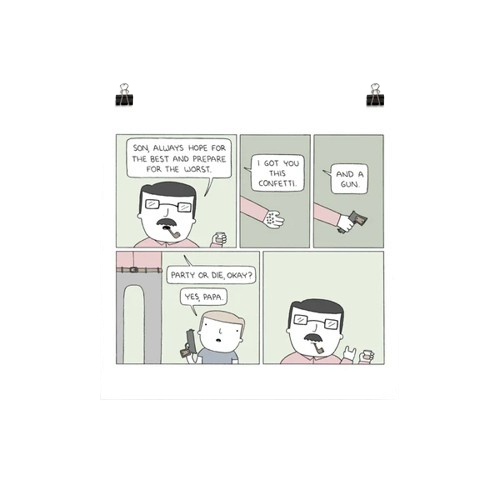 SON, ALWAYS HOPE FOR
THE BEST AND PREPARE
FOR THE WORST.
I GOT YOU
THIS
CONFETTI.
AND A
GUN.
PARTY OR DIE, OKAY?
YES, PAPA.